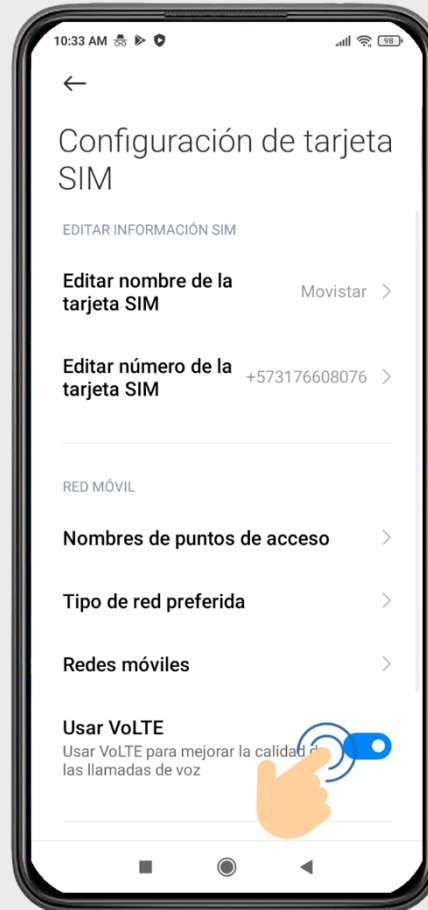 10:33 AM
98
Configuración de tarjeta
SIM
EDITAR INFORMACIÓN SIM
Editar nombre de la
tarjeta SIM
Movistar
Editar número de la
tarjeta SIM
+573176608076
RED MÓVIL
Nombres de puntos de acceso
Tipo de red preferida
Redes móviles
Usar VoLTE
Usar VoLTE para mejorar la calidad d
las llamadas de voz